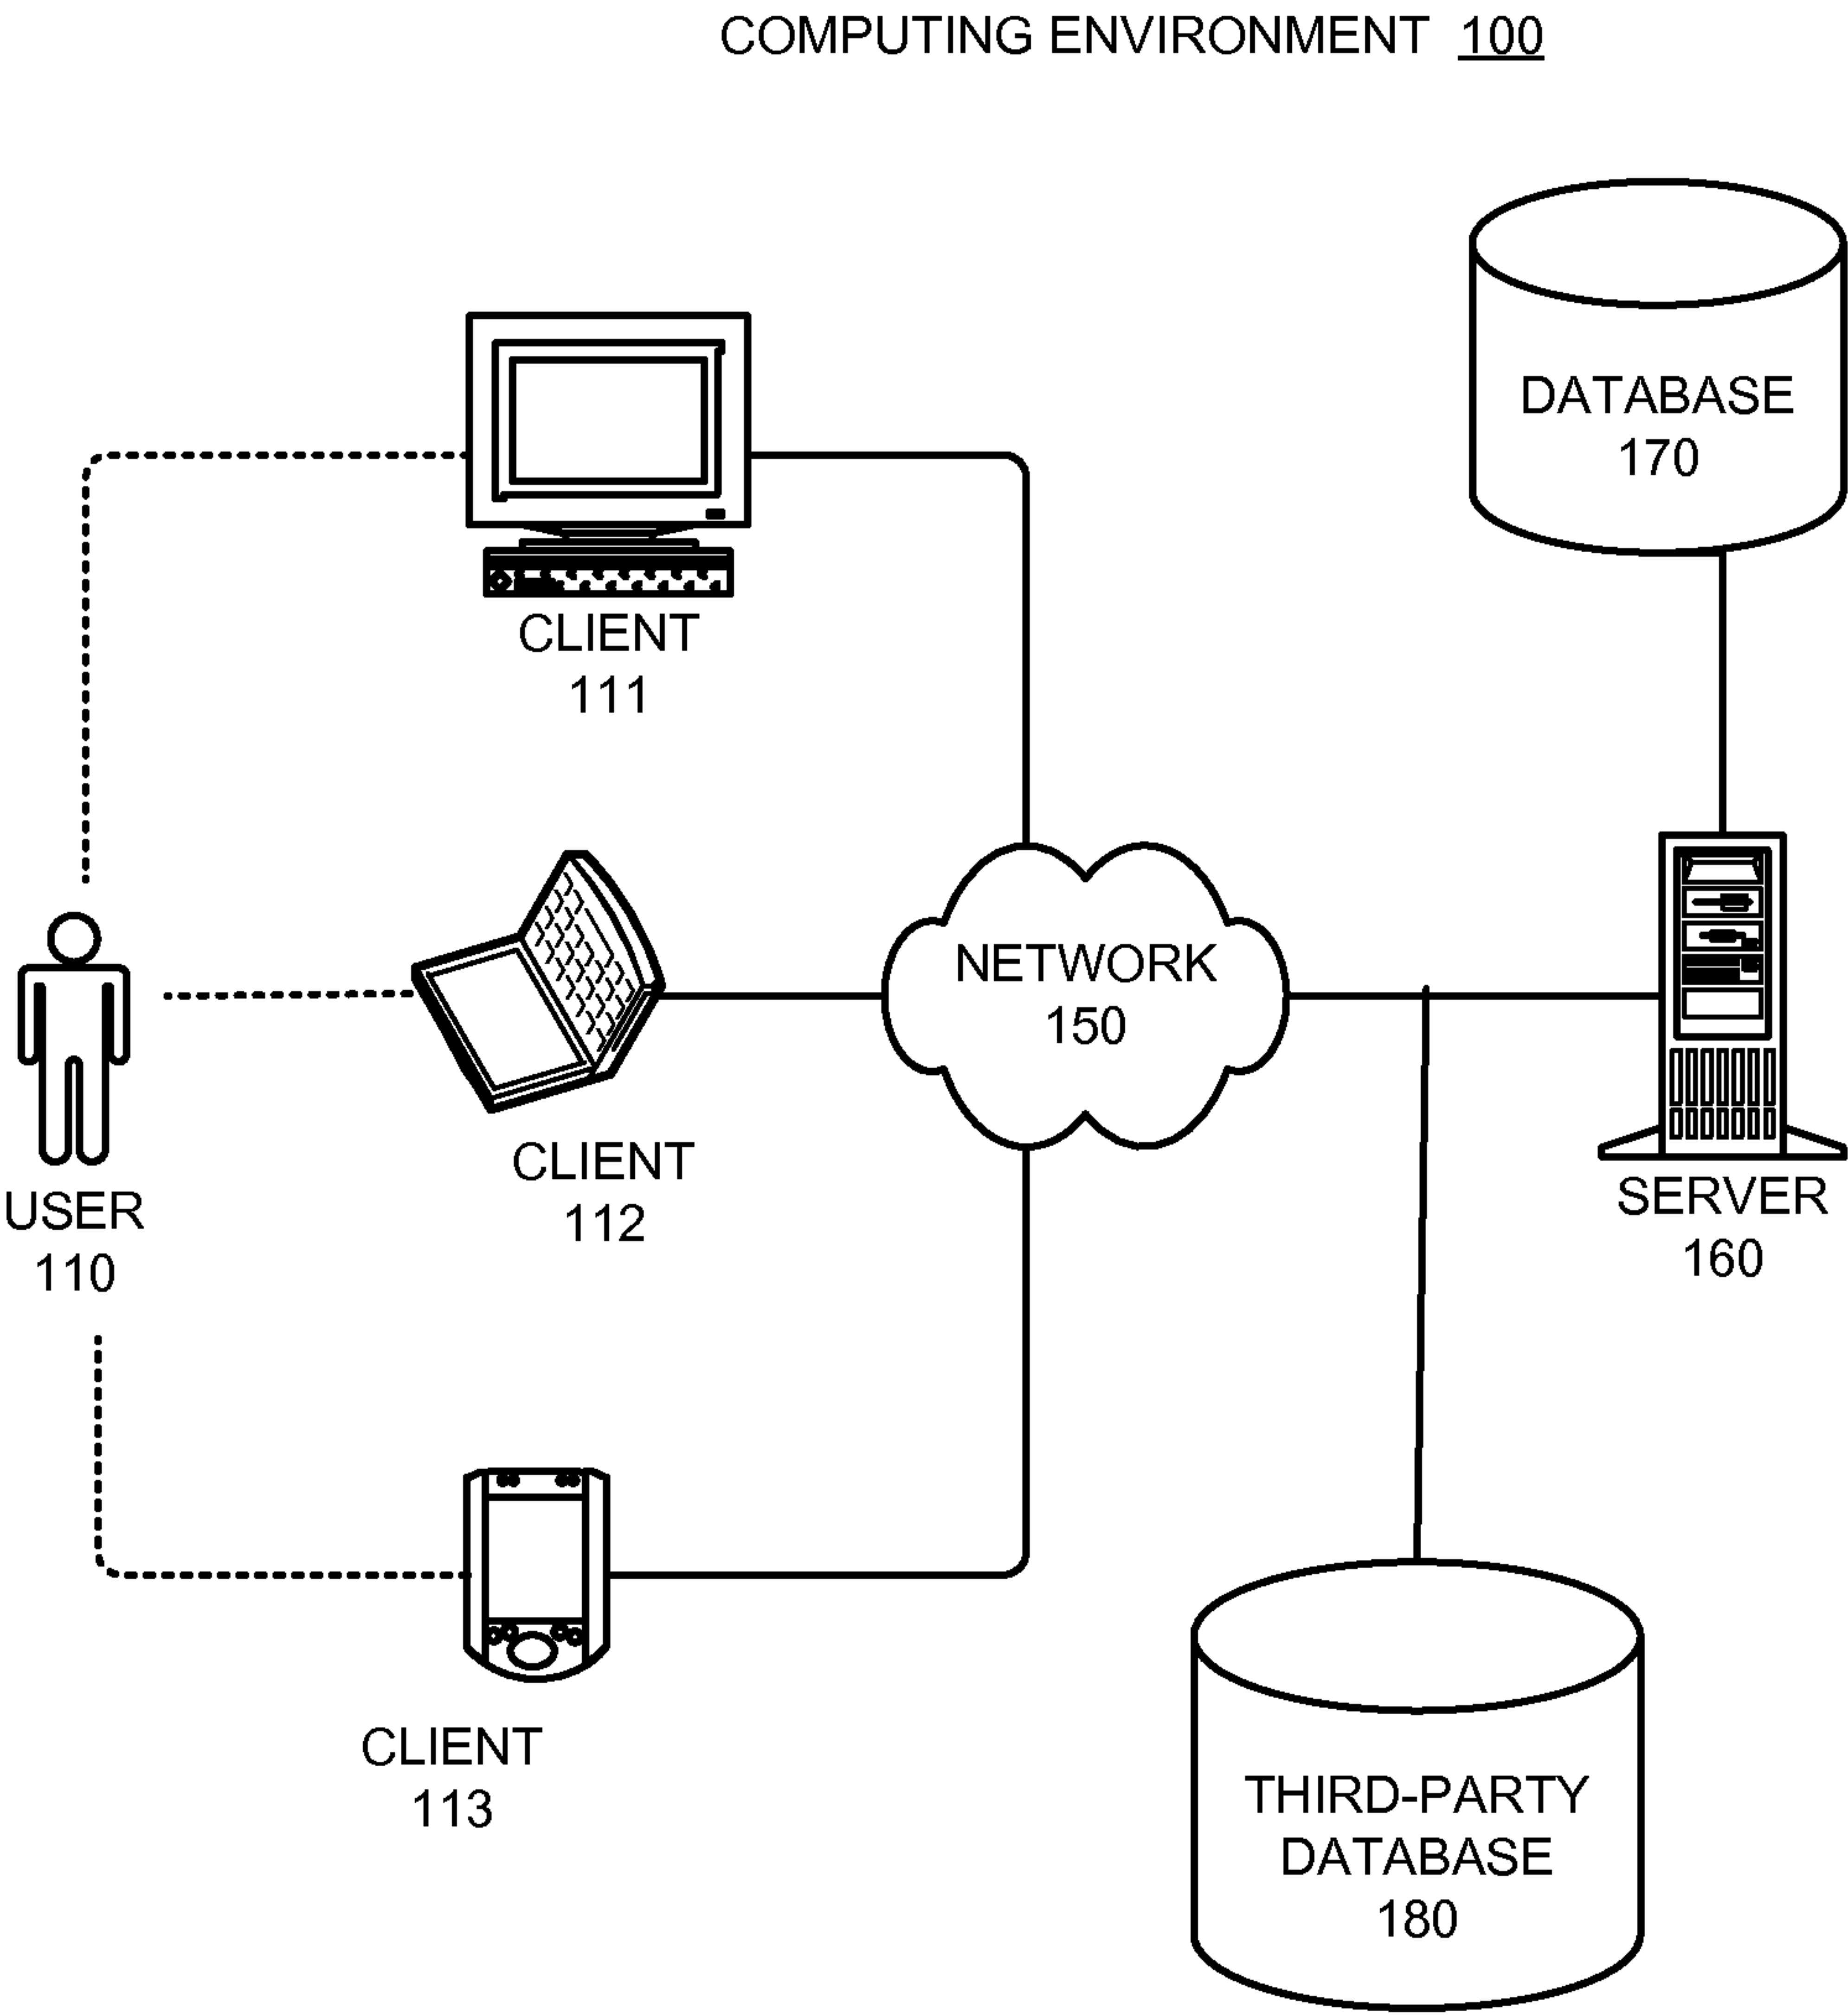 COMPUTING ENVIRONMENT 100
DATABASE
170
CLIENT
111
NETWORK
150
CLIENT
112
USER
110
SERVER
160
CLIENT
113
THIRD-PARTY
DATABASE
180